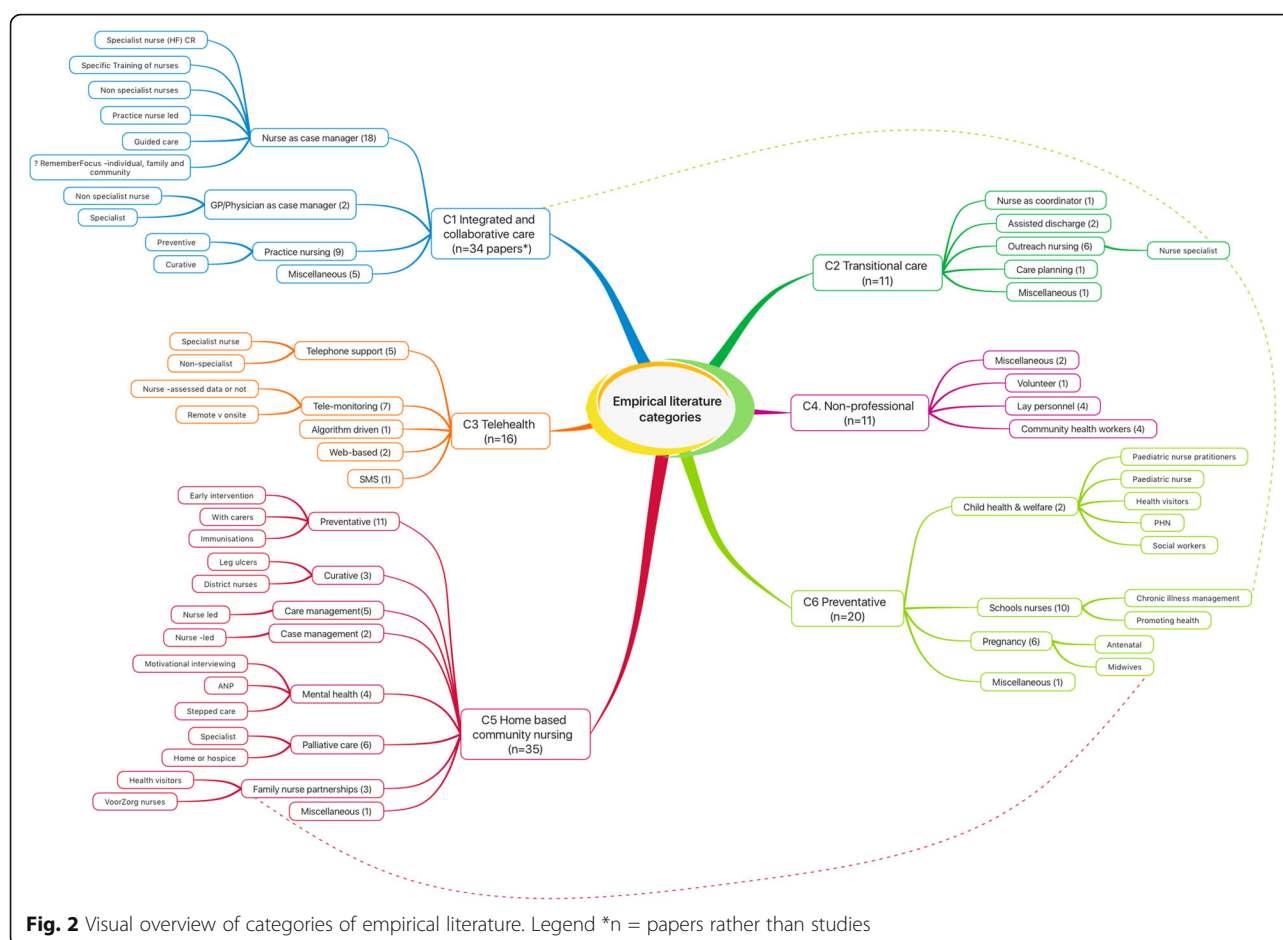 Specialist nurse (HF) CR
Specific Training of nurses
Non specialist nurses
Practice nurse led
Guided care
? RememberFocus -individual, family and
community
Nurse as case manager (18)
Non specialist nurse
Specialist
GP/Physician as case manager (2)
Preventive
Curative
Practice nursing (9)
Miscellaneous (5)
C1 Integrated and
collaborative care
(n=34 papers*)
Specialist nurse
Non-specialist
Telephone support (5)
Nurse -assessed data or not
Remote v onsite
Tele-monitoring (7)
Algorithm driven (1)
Web-based (2)
SMS (1)
C3 Telehealth
(n=16)
Early intervention
With carers
Immunisations
Preventative (11)
Leg ulcers
District nurses
Curative (3)
Nurse led
Care management(5)
Nurse -led
Case management (2)
Motivational interviewing
ANP
Stepped care
Mental health (4)
Specialist
Home or hospice
Palliative care (6)
Health visitors
VoorZorg nurses
Family nurse partnerships (3)
Miscellaneous (1)
C5 Home based
community nursing
(n=35)
Empirical literature
categories
C2 Transitional care
(n=11)
Nurse as coordinator (1)
Assisted discharge (2)
Outreach nursing (6)
Nurse specialist
Care planning (1)
Miscellaneous (1)
C4. Non-professional
(n=11)
Miscellaneous (2)
Volunteer (1)
Lay personnel (4)
Community health workers (4)
C6 Preventative
(n=20)
Child health & welfare (2)
Paediatric nurse pratitioners
Paediatric nurse
Health visitors
PHN
Social workers
Schools nurses (10)
Chronic illness management
Promoting health
Pregnancy (6)
Antenatal
Midwives
Miscellaneous (1)
Fig. 2 Visual overview of categories of empirical literature. Legend *n = papers rather than studies